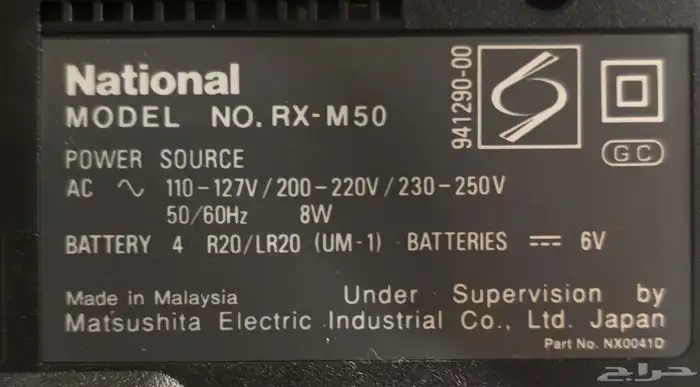 National
MODEL NO. RX-M50
941290-00
GC
POWER SOURCE
AC ∿ 110-127V/200-220V/230-250V
50/60Hz 8W
BATTERY 4 R20/LR20 (UM-1) BATTERIES ⎓ 6V
Made in Malaysia Under Supervision by
Matsushita Electric Industrial Co., Ltd. Japan
Part No. NX0041D
حراج